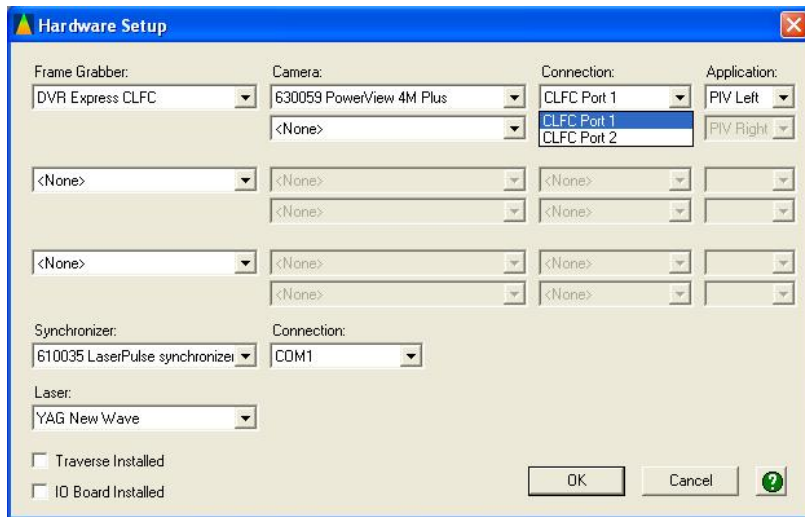 Hardware Setup
Frame Grabber: Camera: Connection: Application:
DVR Express CLFC 630059 PowerView 4M Plus CLFC Port 1 PIV Left
<None> CLFC Port 1 PIV Right
CLFC Port 2
<None> <None> <None>
<None> <None>
<None> <None> <None>
<None> <None>
Synchronizer: Connection:
610035 LaserPulse synchronizer COM1
Laser:
YAG New Wave
Traverse Installed
IO Board Installed
OK Cancel ?